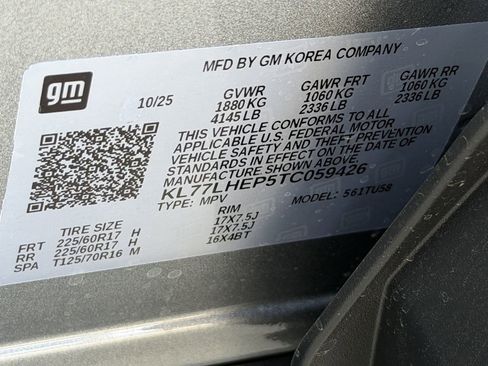 gm
MFD BY GM KOREA COMPANY
10/25 GVWR GAWR FRT GAWR RR
1880 KG 1060 KG 1060 KG
4145 LB 2336 LB 2336 LB
THIS VEHICLE CONFORMS TO ALL
APPLICABLE U.S. FEDERAL MOTOR
VEHICLE SAFETY AND THEFT PREVENTION
STANDARDS IN EFFECT ON THE DATE OF
MANUFACTURE SHOWN ABOVE.
KL77LHEP5TC059426
TYPE: MPV MODEL: 561TU58
TIRE SIZE RIM
FRT 225/60R17 H 17X7.5J
RR 225/60R17 H 17X7.5J
SPA T125/70R16 M 16X4BT